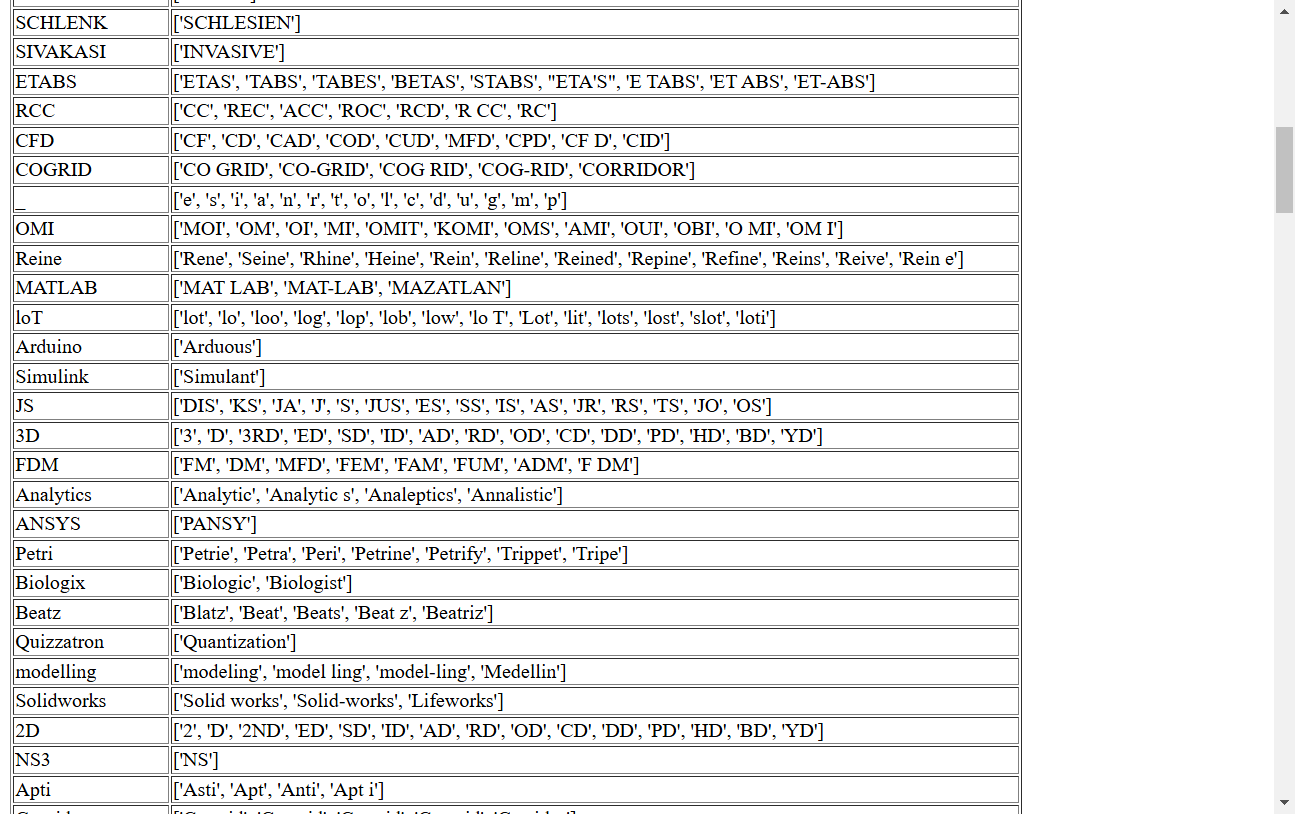 SCHLENK ['SCHLESIEN']
SIVAKASI ['INVASIVE']
ETABS ['ETAS', 'TABS', 'TABES', 'BETAS', 'STABS', "ETA'S", 'E TABS', 'ET ABS', 'ET-ABS']
RCC ['CC', 'REC', 'ACC', 'ROC', 'RCD', 'R CC', 'RC']
CFD ['CF', 'CD', 'CAD', 'COD', 'CUD', 'MFD', 'CPD', 'CF D', 'CID']
COGRID ['CO GRID', 'CO-GRID', 'COG RID', 'COG-RID', 'CORRIDOR']
_ ['e', 's', 'i', 'a', 'n', 'r', 't', 'o', 'l', 'c', 'd', 'u', 'g', 'm', 'p']
OMI ['MOI', 'OM', 'OI', 'MI', 'OMIT', 'KOMI', 'OMS', 'AMI', 'OUI', 'OBI', 'O MI', 'OM I']
Reine ['Rene', 'Seine', 'Rhine', 'Heine', 'Rein', 'Reline', 'Reined', 'Repine', 'Refine', 'Reins', 'Reive', 'Rein e']
MATLAB ['MAT LAB', 'MAT-LAB', 'MAZATLAN']
loT ['lot', 'lo', 'loo', 'log', 'lop', 'lob', 'low', 'lo T', 'Lot', 'lit', 'lots', 'lost', 'slot', 'loti']
Arduino ['Arduous']
Simulink ['Simulant']
JS ['DIS', 'KS', 'JA', 'J', 'S', 'JUS', 'ES', 'SS', 'IS', 'AS', 'JR', 'RS', 'TS', 'JO', 'OS']
3D ['3', 'D', '3RD', 'ED', 'SD', 'ID', 'AD', 'RD', 'OD', 'CD', 'DD', 'PD', 'HD', 'BD', 'YD']
FDM ['FM', 'DM', 'MFD', 'FEM', 'FAM', 'FUM', 'ADM', 'F DM']
Analytics ['Analytic', 'Analytic s', 'Analeptics', 'Annalistic']
ANSYS ['PANSY']
Petri ['Petrie', 'Petra', 'Peri', 'Petrine', 'Petrify', 'Trippet', 'Tripe']
Biologix ['Biologic', 'Biologist']
Beatz ['Blatz', 'Beat', 'Beats', 'Beat z', 'Beatriz']
Quizzatron ['Quantization']
modelling ['modeling', 'model ling', 'model-ling', 'Medellin']
Solidworks ['Solid works', 'Solid-works', 'Lifeworks']
2D ['2', 'D', '2ND', 'ED', 'SD', 'ID', 'AD', 'RD', 'OD', 'CD', 'DD', 'PD', 'HD', 'BD', 'YD']
NS3 ['NS']
Apti ['Asti', 'Apt', 'Anti', 'Apt i']